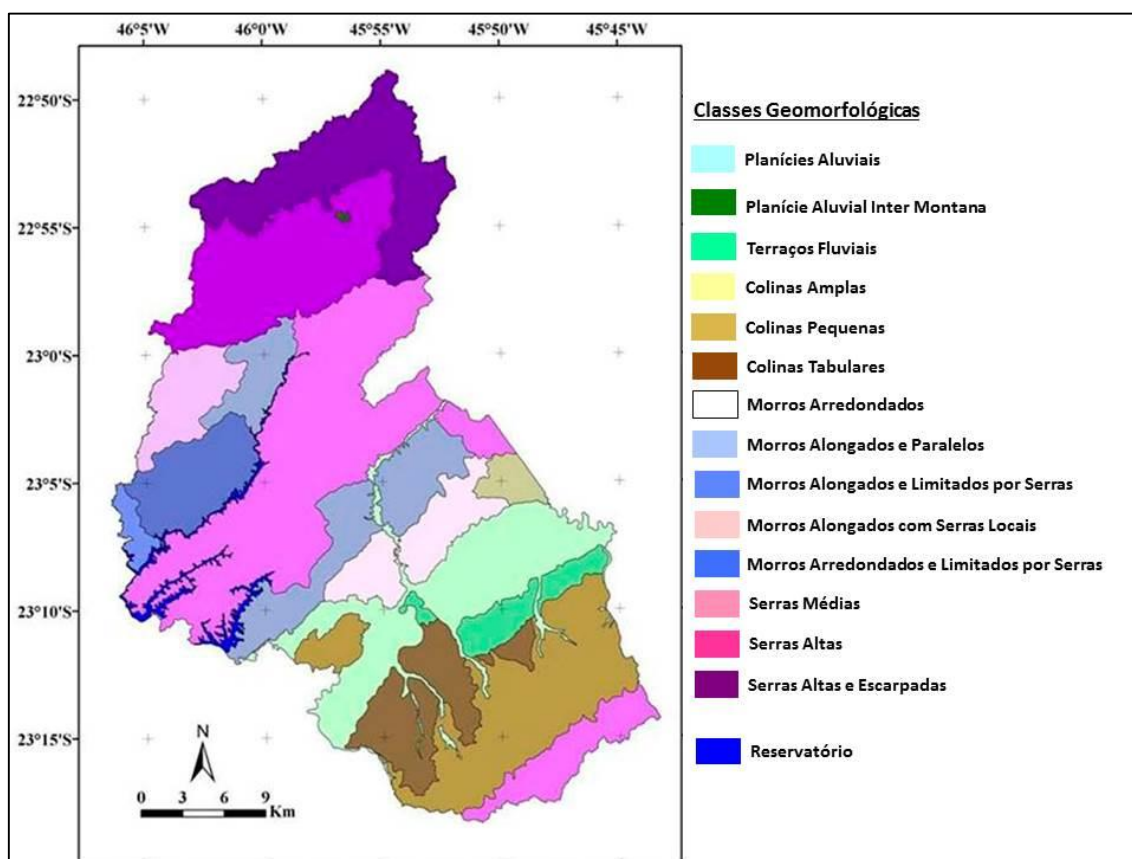 46°5'W 46°0'W 45°55'W 45°50'W 45°45'W
22°50'S
22°55'S
23°0'S
23°5'S
23°10'S
23°15'S
N
0 3 6 9
Km
Classes Geomorfológicas
Planícies Aluviais
Planície Aluvial Inter Montana
Terraços Fluviais
Colinas Amplas
Colinas Pequenas
Colinas Tabulares
Morros Arredondados
Morros Alongados e Paralelos
Morros Alongados e Limitados por Serras
Morros Alongados com Serras Locais
Morros Arredondados e Limitados por Serras
Serras Médias
Serras Altas
Serras Altas e Escarpadas
Reservatório